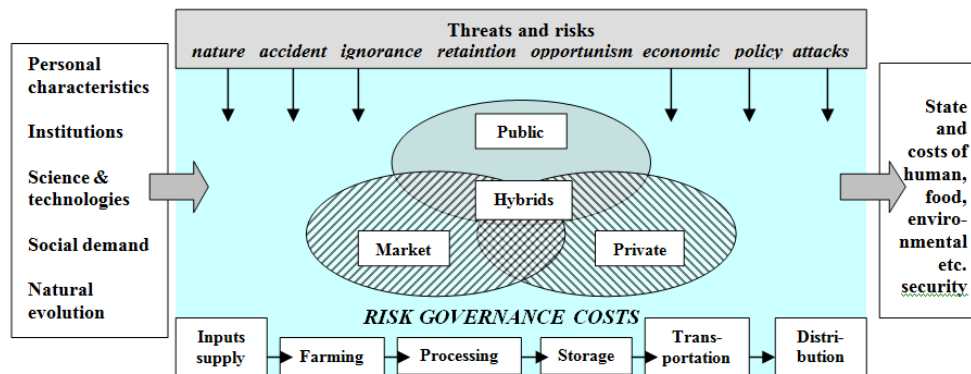 Threats and risks
nature accident ignorance retaintion opportunism economic policy attacks
Personal
characteristics
Institutions
Science &
technologies
Social demand
Natural
evolution
Public
Hybrids
Market
Private
State
and
costs of
human,
food,
enviro-
nmental
etc.
security
RISK GOVERNANCE COSTS
Inputs
supply
Farming
Processing
Storage
Trans-
portation
Distri-
bution